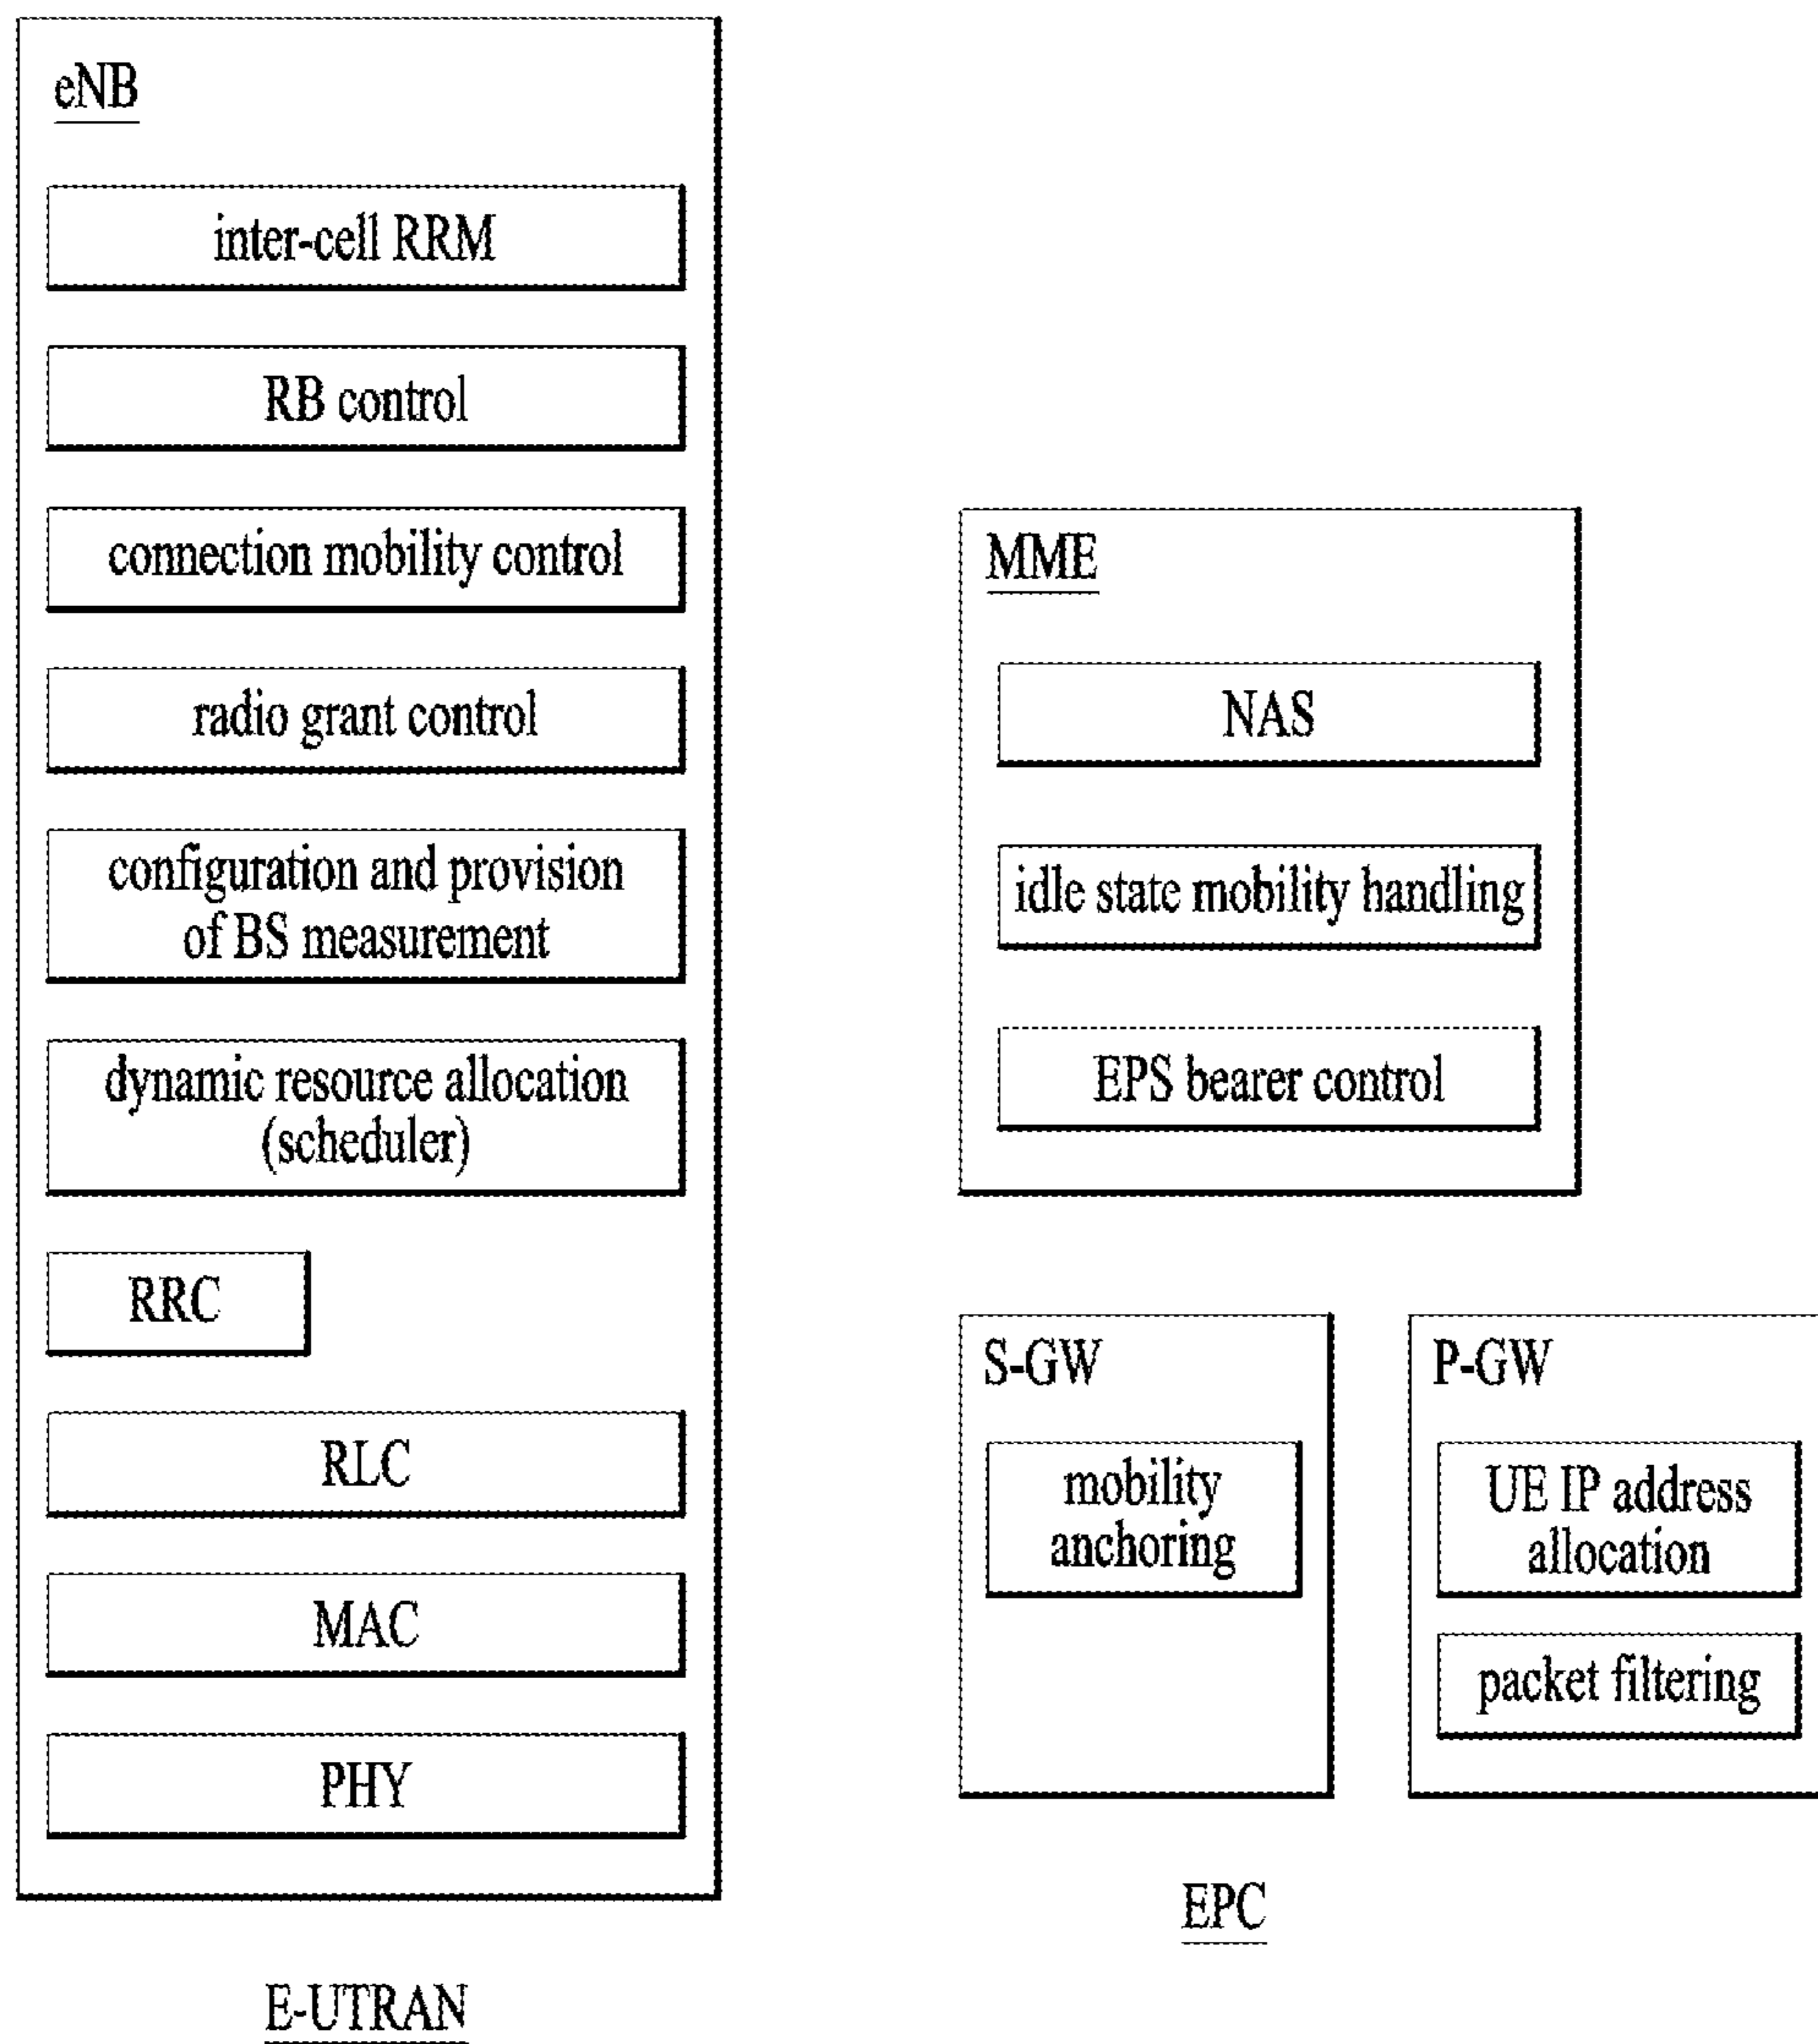 eNB
inter-cell RRM
RB control
connection mobility control
radio grant control
configuration and provision
of BS measurement
dynamic resource allocation
(scheduler)
RRC
RLC
MAC
PHY
E-UTRAN
MME
NAS
idle state mobility handling
EPS bearer control
S-GW
mobility
anchoring
P-GW
UE IP address
allocation
packet filtering
EPC